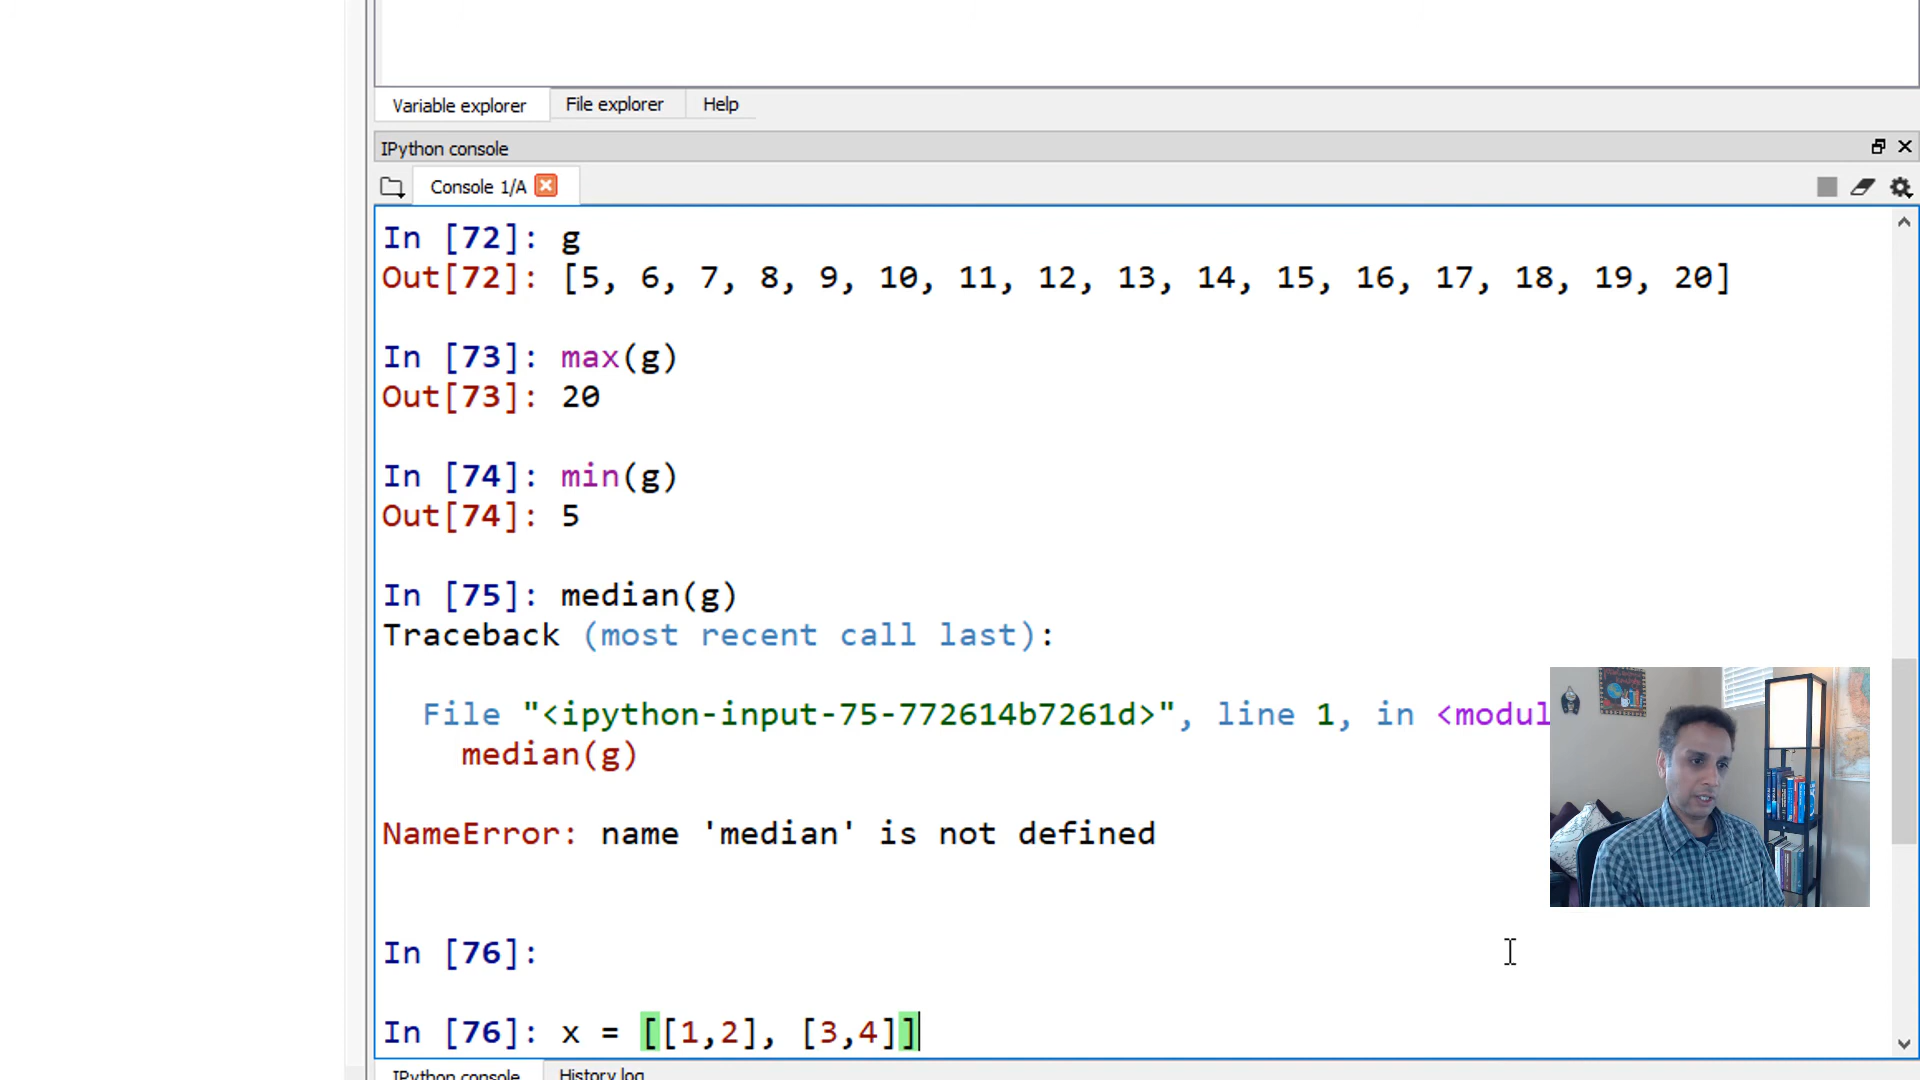 Variable explorer File explorer Help
IPython console
Console 1/A
In [72]: g
Out[72]: [5, 6, 7, 8, 9, 10, 11, 12, 13, 14, 15, 16, 17, 18, 19, 20]
In [73]: max(g)
Out[73]: 20
In [74]: min(g)
Out[74]: 5
In [75]: median(g)
Traceback (most recent call last):
File "<ipython-input-75-772614b7261d>", line 1, in <modul
median(g)
NameError: name 'median' is not defined
In [76]:
In [76]: x = [[1,2], [3,4]]
IPython console History log